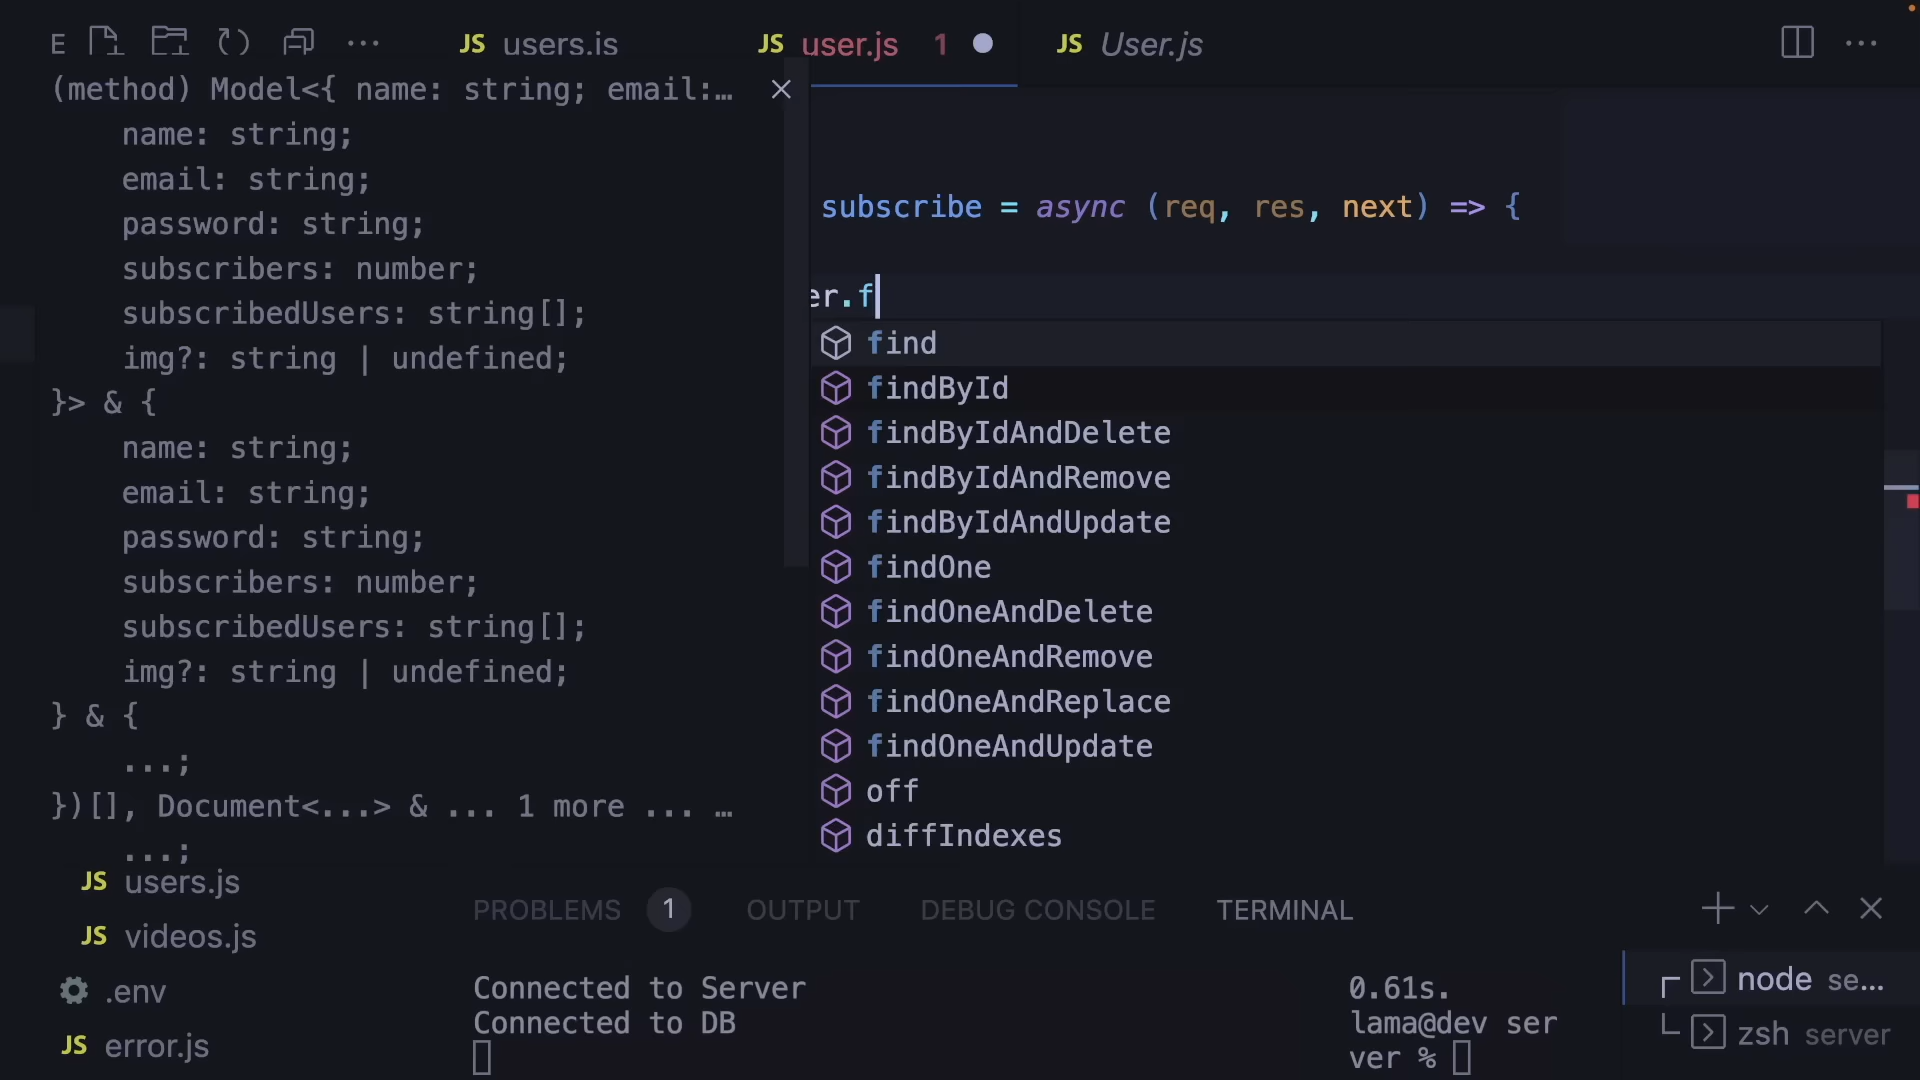 E
JS users.is
JS user.js 1
JS User.js
(method) Model<{ name: string; email:…
name: string;
email: string;
password: string;
subscribers: number;
subscribedUsers: string[];
img?: string | undefined;
}> & {
name: string;
email: string;
password: string;
subscribers: number;
subscribedUsers: string[];
img?: string | undefined;
} & {
...;
})[], Document<...> & ... 1 more ... …
...;
subscribe = async (req, res, next) => {
er.f
find
findById
findByIdAndDelete
findByIdAndRemove
findByIdAndUpdate
findOne
findOneAndDelete
findOneAndRemove
findOneAndReplace
findOneAndUpdate
off
diffIndexes
JS users.js
JS videos.js
.env
JS error.js
PROBLEMS 1 OUTPUT DEBUG CONSOLE TERMINAL
Connected to Server
Connected to DB
0.61s.
lama@dev ser
ver %
node se…
zsh server